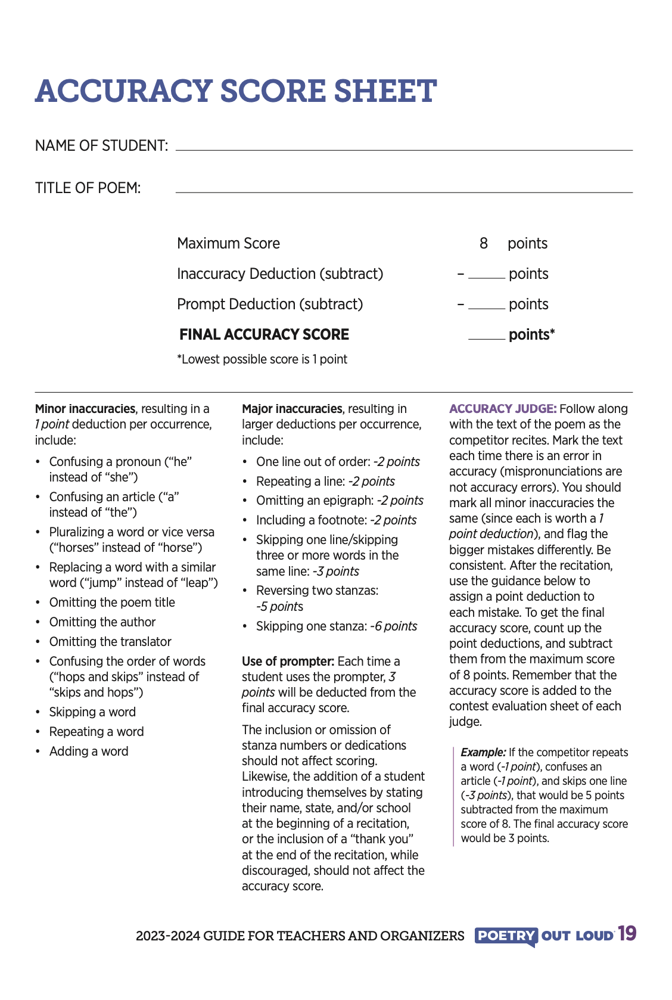 ACCURACY SCORE SHEET
NAME OF STUDENT:
TITLE OF POEM:
Maximum Score 8 points
Inaccuracy Deduction (subtract) – _____ points
Prompt Deduction (subtract) – _____ points
FINAL ACCURACY SCORE _____ points*
*Lowest possible score is 1 point
Minor inaccuracies, resulting in a
1 point deduction per occurrence,
include:
• Confusing a pronoun (“he”
instead of “she”)
• Confusing an article (“a”
instead of “the”)
• Pluralizing a word or vice versa
(“horses” instead of “horse”)
• Replacing a word with a similar
word (“jump” instead of “leap”)
• Omitting the poem title
• Omitting the author
• Omitting the translator
• Confusing the order of words
(“hops and skips” instead of
“skips and hops”)
• Skipping a word
• Repeating a word
• Adding a word
Major inaccuracies, resulting in
larger deductions per occurrence,
include:
• One line out of order: -2 points
• Repeating a line: -2 points
• Omitting an epigraph: -2 points
• Including a footnote: -2 points
• Skipping one line/skipping
three or more words in the
same line: -3 points
• Reversing two stanzas:
-5 points
• Skipping one stanza: -6 points
Use of prompter: Each time a
student uses the prompter, 3
points will be deducted from the
final accuracy score.
The inclusion or omission of
stanza numbers or dedications
should not affect scoring.
Likewise, the addition of a student
introducing themselves by stating
their name, state, and/or school
at the beginning of a recitation,
or the inclusion of a “thank you”
at the end of the recitation, while
discouraged, should not affect the
accuracy score.
ACCURACY JUDGE: Follow along
with the text of the poem as the
competitor recites. Mark the text
each time there is an error in
accuracy (mispronunciations are
not accuracy errors). You should
mark all minor inaccuracies the
same (since each is worth a 1
point deduction), and flag the
bigger mistakes differently. Be
consistent. After the recitation,
use the guidance below to
assign a point deduction to
each mistake. To get the final
accuracy score, count up the
point deductions, and subtract
them from the maximum score
of 8 points. Remember that the
accuracy score is added to the
contest evaluation sheet of each
judge.
Example: If the competitor repeats
a word (-1 point), confuses an
article (-1 point), and skips one line
(-3 points), that would be 5 points
subtracted from the maximum
score of 8. The final accuracy score
would be 3 points.
2023-2024 GUIDE FOR TEACHERS AND ORGANIZERS POETRY OUT LOUD 19